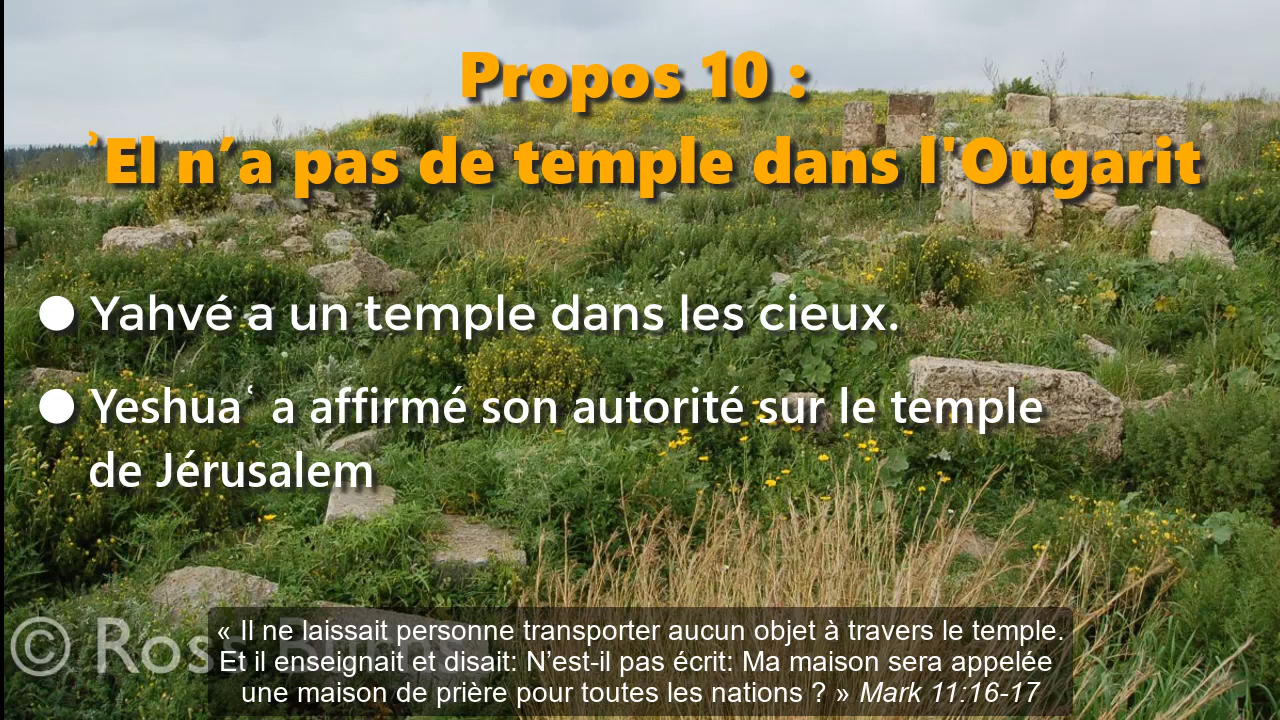 Propos 10 :
ʾEl n’a pas de temple dans l'Ougarit
● Yahvé a un temple dans les cieux.
● Yeshuaʿ a affirmé son autorité sur le temple
de Jérusalem
© Ros
« Il ne laissait personne transporter aucun objet à travers le temple.
Et il enseignait et disait: N’est-il pas écrit: Ma maison sera appelée
une maison de prière pour toutes les nations ? » Mark 11:16-17